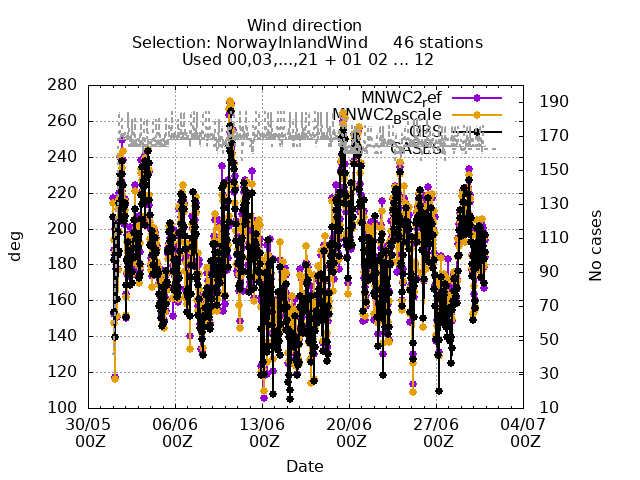 Wind direction
Selection: NorwayInlandWind 46 stations
Used 00,03,...,21 + 01 02 ... 12
MNWC2ref
MNWC2Bscale
OBS
CASES
280
260
240
220
200
180
160
140
120
100
deg
190
170
150
130
110
90
70
50
30
10
No cases
30/05 06/06 13/06 20/06 27/06 04/07
00Z 00Z 00Z 00Z 00Z 00Z
Date